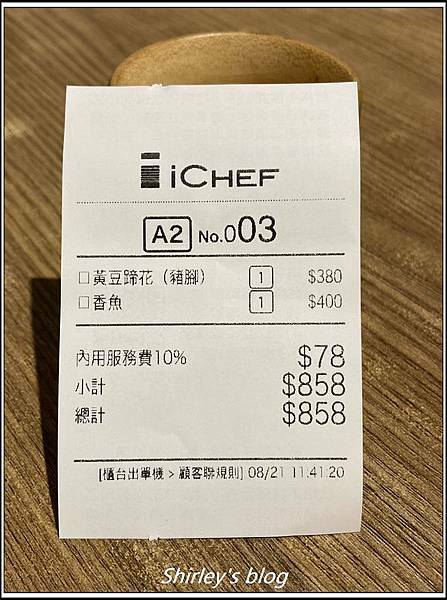 iCHEF
A2 No.003
□黃豆蹄花（豬腳） 1 $380
□香魚 1 $400
內用服務費10% $78
小計 $858
總計 $858
[櫃台出單機 > 顧客聯規則] 08/21 11:41:20
Shirley's blog